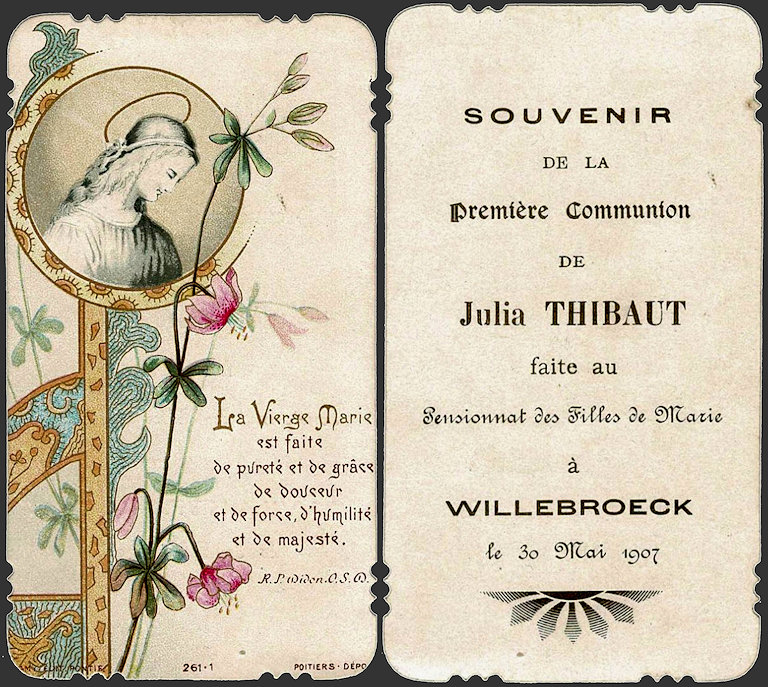 La Vierge Marie
est faite
de pureté et de grâce
de douceur
et de force, d'humilité
et de majesté.
R. P. Didon. O. S. D.
261·1
POITIERS · DÉPO
SOUVENIR
DE LA
Première Communion
DE
Julia THIBAUT
faite au
Pensionnat des Filles de Marie
à
WILLEBROECK
le 30 Mai 1907